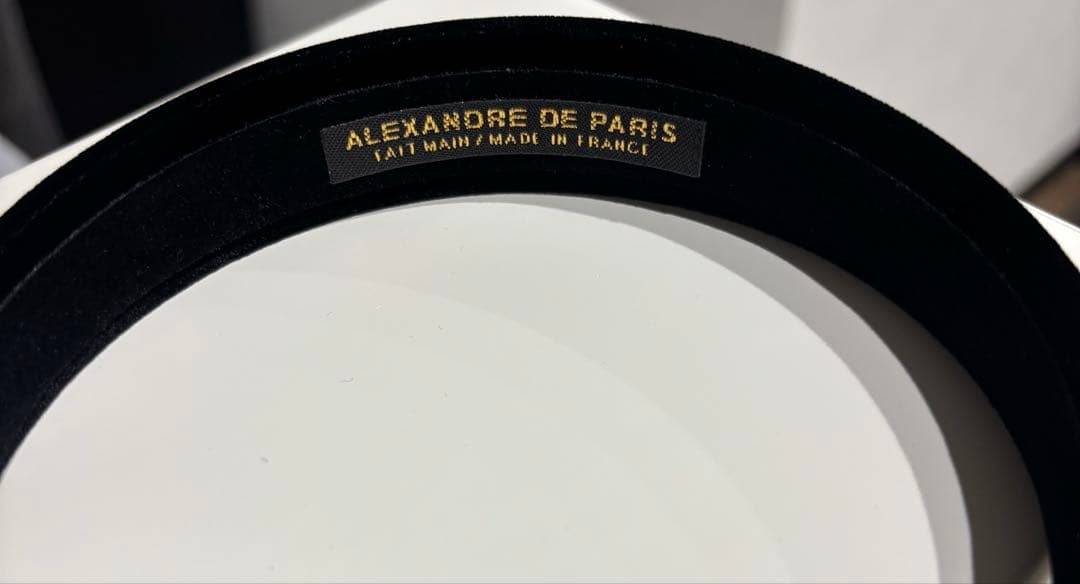 ALEXANDRE DE PARIS
FAIT MAIN / MADE IN FRANCE